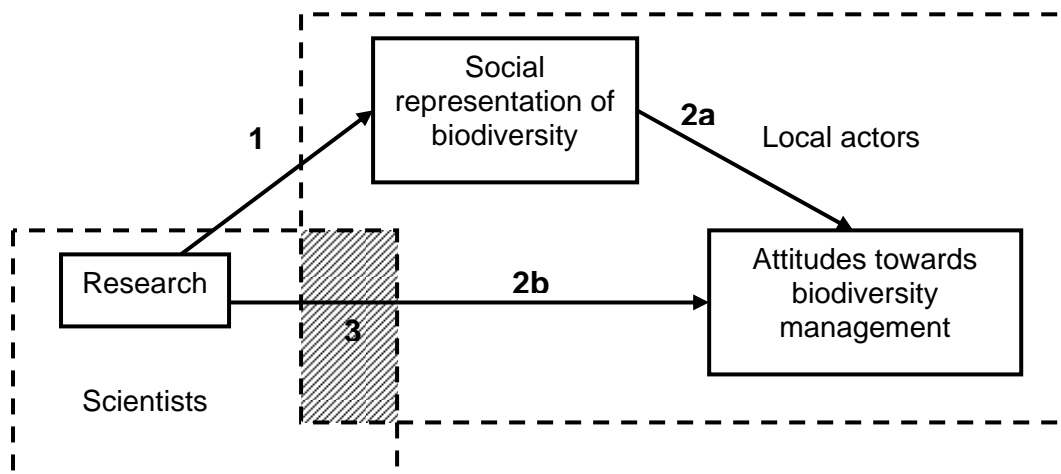 Social
representation of
biodiversity
1
2a
Local actors
Research
2b
3
Attitudes towards
biodiversity
management
Scientists